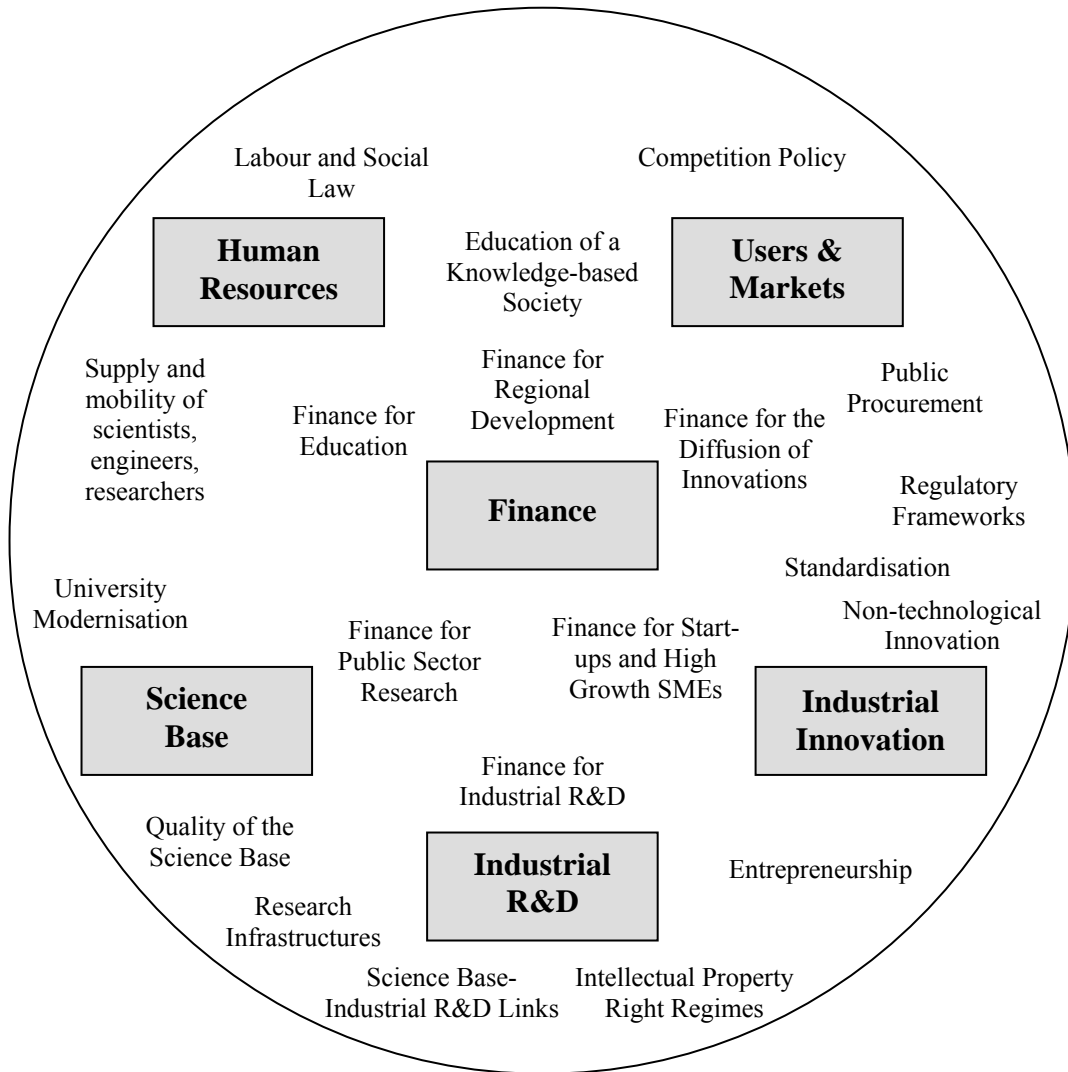 Labour and Social
Law
Competition Policy
Human
Resources
Education of a
Knowledge-based
Society
Users &
Markets
Supply and
mobility of
scientists,
engineers,
researchers
Finance for
Education
Finance for
Regional
Development
Finance for the
Diffusion of
Innovations
Public
Procurement
Finance
Regulatory
Frameworks
Standardisation
University
Modernisation
Non-technological
Innovation
Finance for
Public Sector
Research
Finance for Start-
ups and High
Growth SMEs
Science
Base
Industrial
Innovation
Finance for
Industrial R&D
Quality of the
Science Base
Industrial
R&D
Entrepreneurship
Research
Infrastructures
Science Base-
Industrial R&D Links
Intellectual Property
Right Regimes